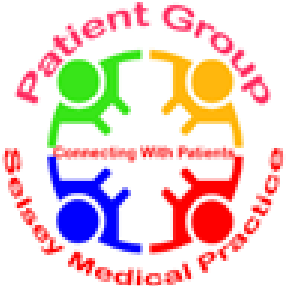 Patient Group
Connecting With Patients
Selsey Medical Practice